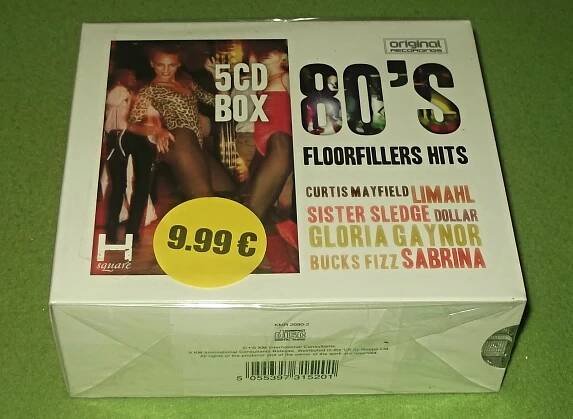 5CD
BOX
original
RECORDINGS
80'S
FLOORFILLERS HITS
CURTIS MAYFIELD LIMAHL
SISTER SLEDGE DOLLAR
GLORIA GAYNOR
BUCKS FIZZ SABRINA
9.99 €
H
square
5 055397 315201